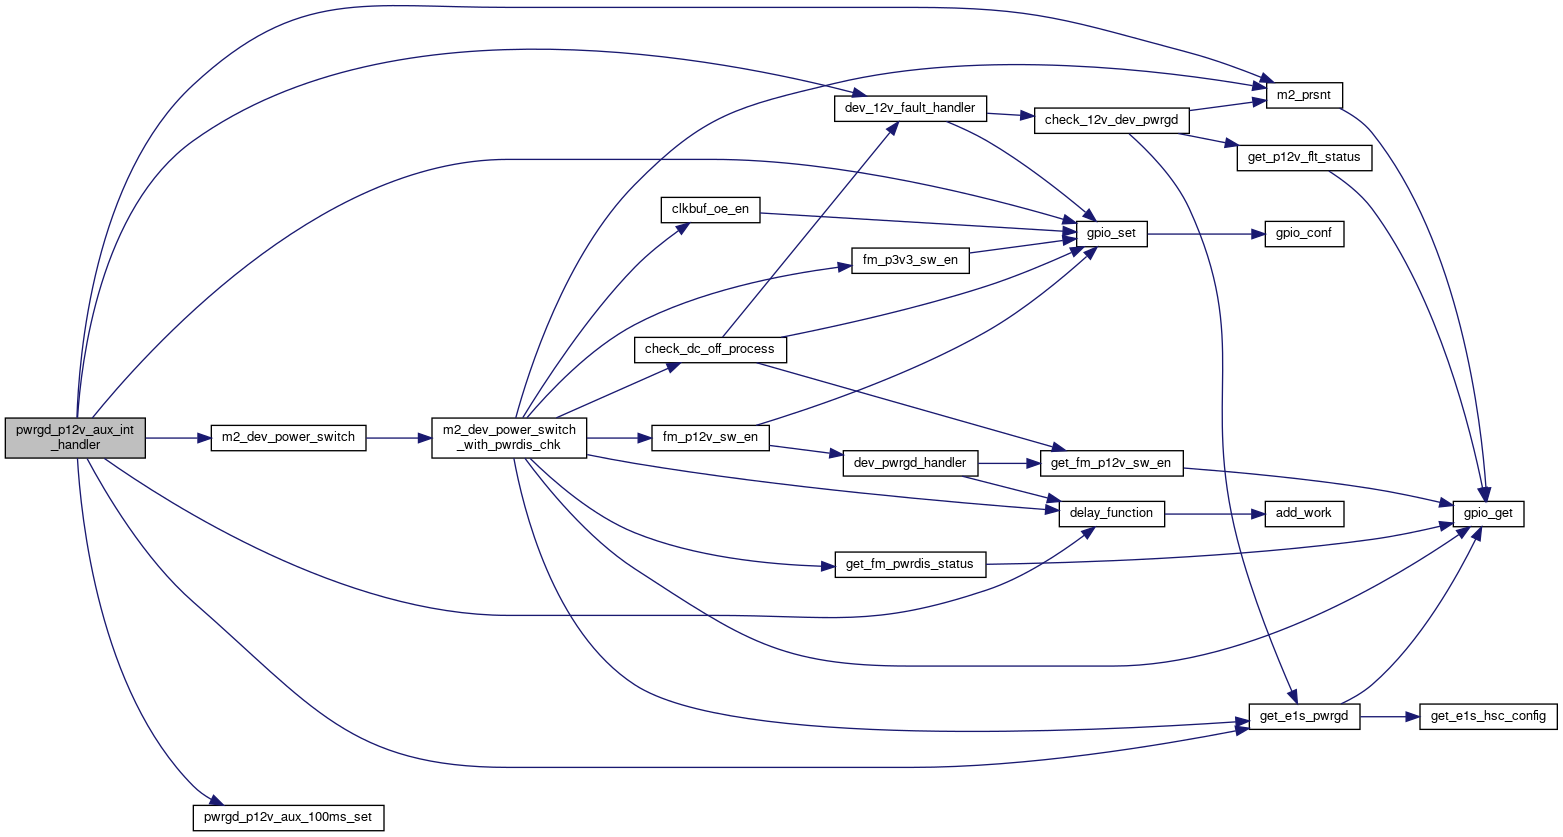 m2_prsnt
dev_12v_fault_handler
check_12v_dev_pwrgd
get_p12v_flt_status
clkbuf_oe_en
gpio_set
gpio_conf
fm_p3v3_sw_en
check_dc_off_process
pwrgd_p12v_aux_int
_handler
m2_dev_power_switch
m2_dev_power_switch
_with_pwrdis_chk
fm_p12v_sw_en
dev_pwrgd_handler
get_fm_p12v_sw_en
delay_function
add_work
gpio_get
get_fm_pwrdis_status
get_e1s_pwrgd
get_e1s_hsc_config
pwrgd_p12v_aux_100ms_set